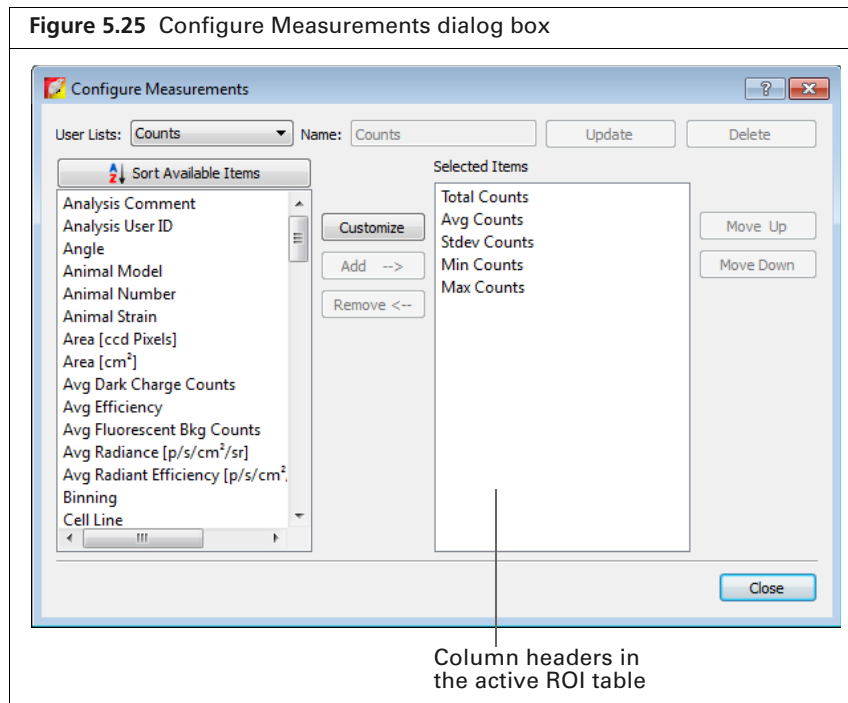 Figure 5.25 Configure Measurements dialog box
Configure Measurements
?
User Lists: Counts Name: Counts Update Delete
Sort Available Items
Analysis Comment
Analysis User ID
Angle
Animal Model
Animal Number
Animal Strain
Area [ccd Pixels]
Area [cm²]
Avg Dark Charge Counts
Avg Efficiency
Avg Fluorescent Bkg Counts
Avg Radiance [p/s/cm²/sr]
Avg Radiant Efficiency [p/s/cm²
Binning
Cell Line
Customize
Add -->
Remove <--
Selected Items
Total Counts
Avg Counts
Stdev Counts
Min Counts
Max Counts
Move Up
Move Down
Close
Column headers in
the active ROI table